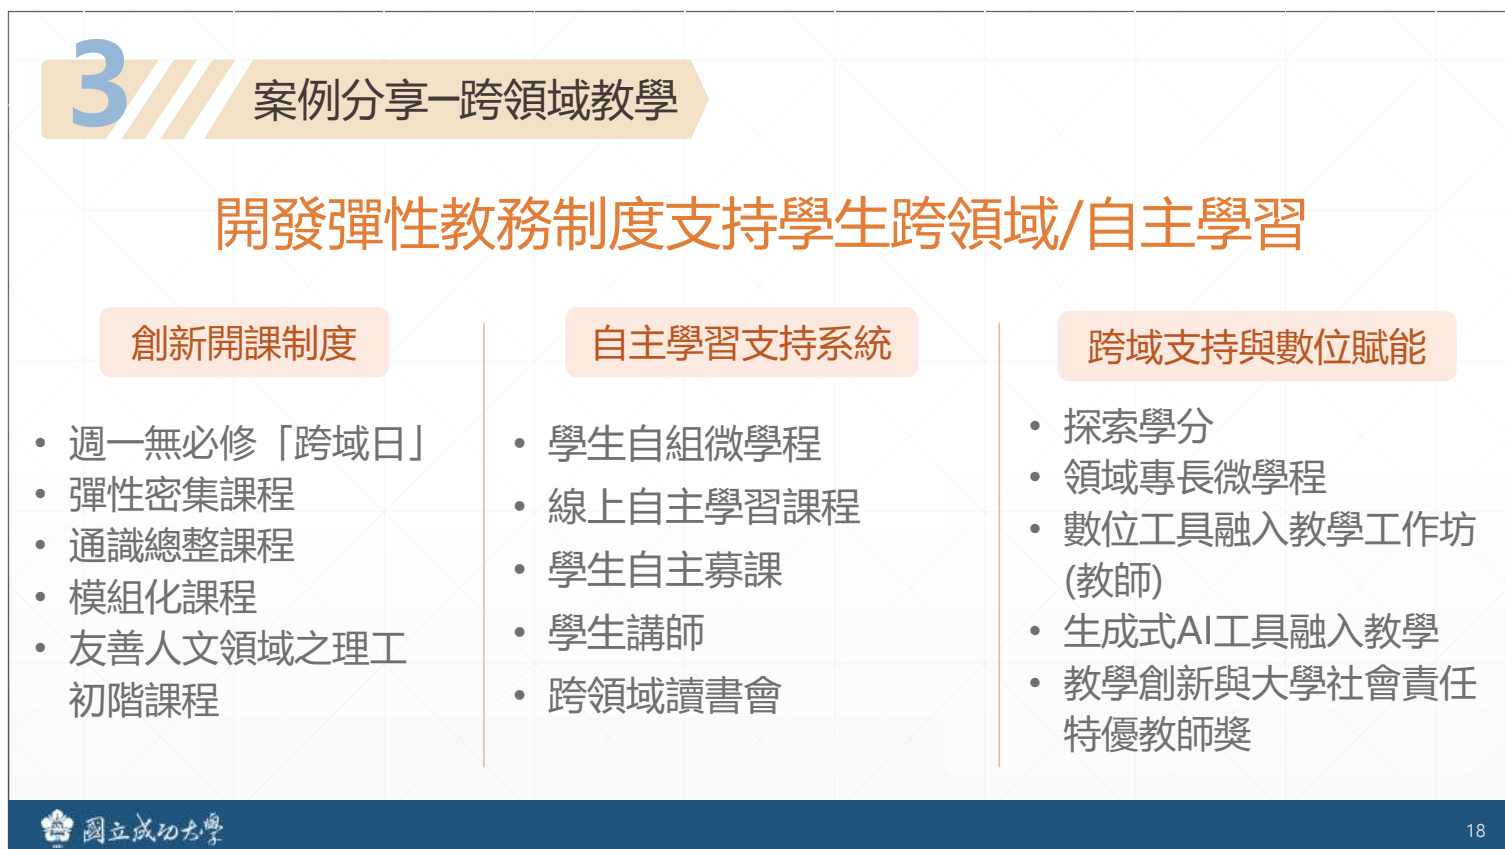 3
案例分享－跨領域教學
開發彈性教務制度支持學生跨領域/自主學習
創新開課制度
• 週一無必修「跨域日」
• 彈性密集課程
• 通識總整課程
• 模組化課程
• 友善人文領域之理工
初階課程
自主學習支持系統
• 學生自組微學程
• 線上自主學習課程
• 學生自主募課
• 學生講師
• 跨領域讀書會
跨域支持與數位賦能
• 探索學分
• 領域專長微學程
• 數位工具融入教學工作坊
(教師)
• 生成式AI工具融入教學
• 教學創新與大學社會責任
特優教師獎
國立成功大學
18